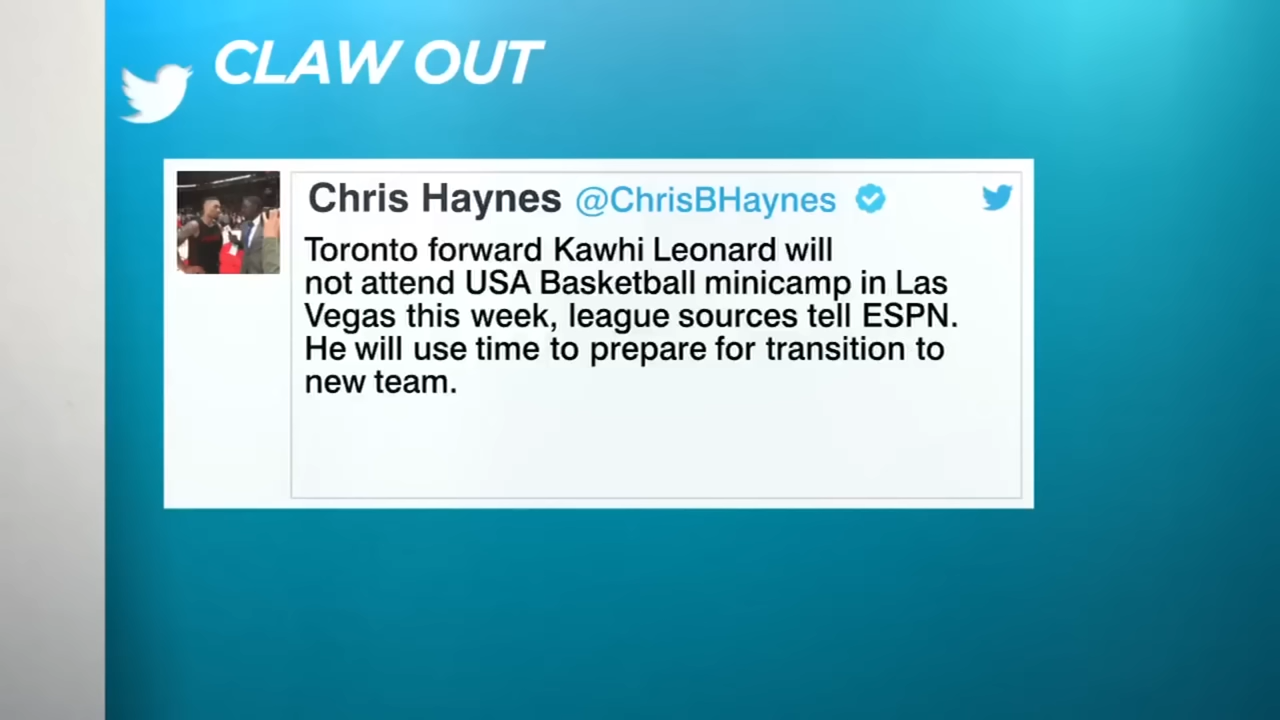 CLAW OUT
Chris Haynes @ChrisBHaynes
Toronto forward Kawhi Leonard will
not attend USA Basketball minicamp in Las
Vegas this week, league sources tell ESPN.
He will use time to prepare for transition to
new team.